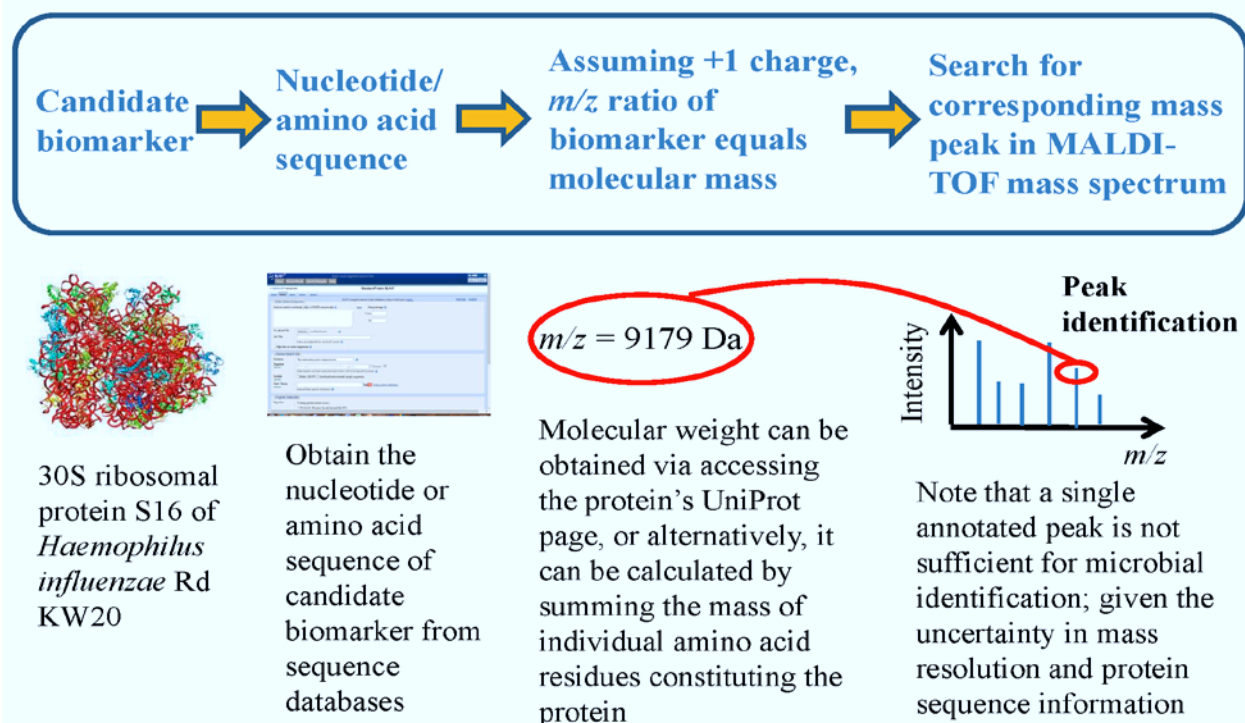 Candidate
biomarker
Nucleotide/
amino acid
sequence
Assuming +1 charge,
m/z ratio of
biomarker equals
molecular mass
Search for
corresponding mass
peak in MALDI-
TOF mass spectrum
30S ribosomal
protein S16 of
Haemophilus
influenzae Rd
KW20
Obtain the
nucleotide or
amino acid
sequence of
candidate
biomarker from
sequence
databases
m/z = 9179 Da
Molecular weight can be
obtained via accessing
the protein’s UniProt
page, or alternatively, it
can be calculated by
summing the mass of
individual amino acid
residues constituting the
protein
Peak
identification
Intensity
m/z
Note that a single
annotated peak is not
sufficient for microbial
identification; given the
uncertainty in mass
resolution and protein
sequence information